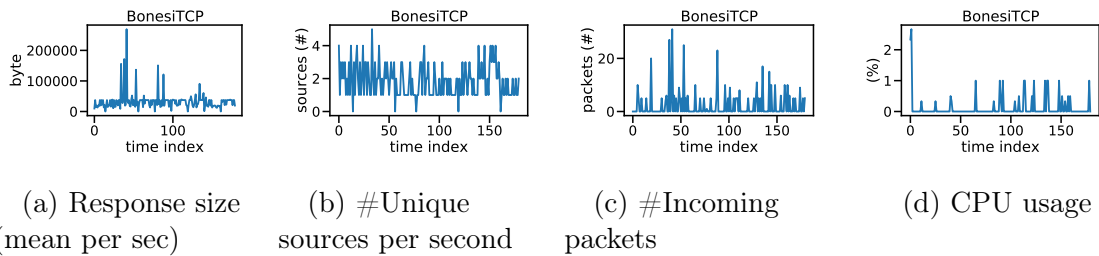 BonesiTCP
byte
200000
100000
0
0
100
time index
(a) Response size
(mean per sec)
BonesiTCP
sources (#)
4
2
0
0
50
100
150
time index
(b) #Unique
sources per second
BonesiTCP
packets (#)
20
0
0
50
100
150
time index
(c) #Incoming
packets
BonesiTCP
(%)
2
1
0
0
50
100
150
time index
(d) CPU usage